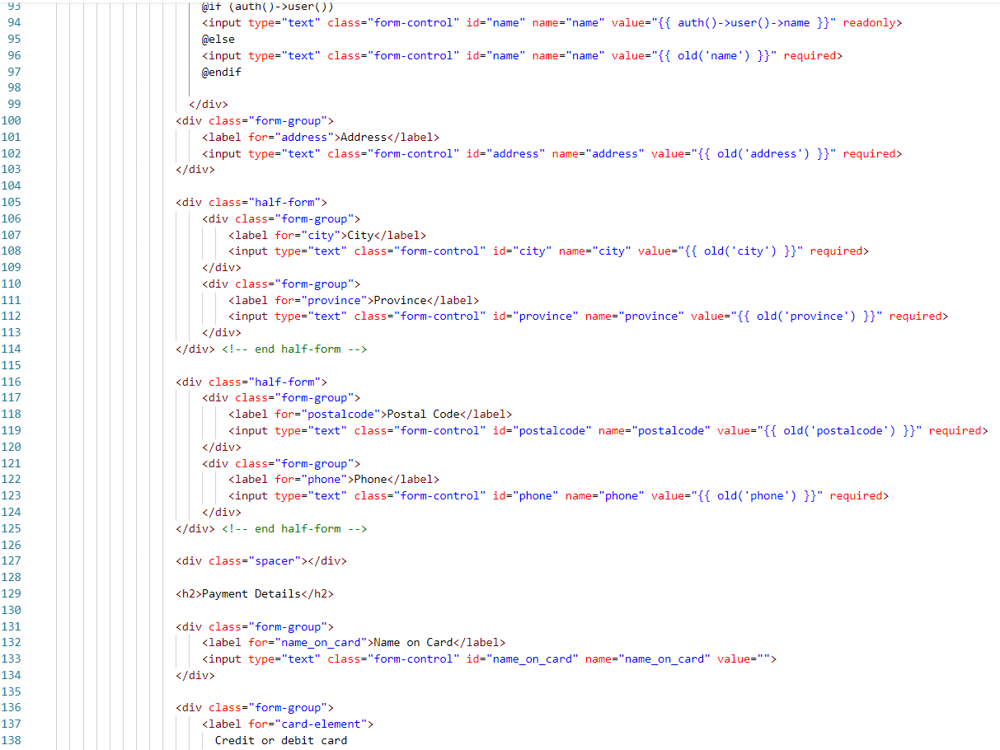 93 @if (auth()->user())
94 <input type="text" class="form-control" id="name" name="name" value="{{ auth()->user()->name }}" readonly>
95 @else
96 <input type="text" class="form-control" id="name" name="name" value="{{ old('name') }}" required>
97 @endif
98
99 </div>
100 <div class="form-group">
101 <label for="address">Address</label>
102 <input type="text" class="form-control" id="address" name="address" value="{{ old('address') }}" required>
103 </div>
104
105 <div class="half-form">
106 <div class="form-group">
107 <label for="city">City</label>
108 <input type="text" class="form-control" id="city" name="city" value="{{ old('city') }}" required>
109 </div>
110 <div class="form-group">
111 <label for="province">Province</label>
112 <input type="text" class="form-control" id="province" name="province" value="{{ old('province') }}" required>
113 </div>
114 </div> <!-- end half-form -->
115
116 <div class="half-form">
117 <div class="form-group">
118 <label for="postalcode">Postal Code</label>
119 <input type="text" class="form-control" id="postalcode" name="postalcode" value="{{ old('postalcode') }}" required>
120 </div>
121 <div class="form-group">
122 <label for="phone">Phone</label>
123 <input type="text" class="form-control" id="phone" name="phone" value="{{ old('phone') }}" required>
124 </div>
125 </div> <!-- end half-form -->
126
127 <div class="spacer"></div>
128
129 <h2>Payment Details</h2>
130
131 <div class="form-group">
132 <label for="name_on_card">Name on Card</label>
133 <input type="text" class="form-control" id="name_on_card" name="name_on_card" value="">
134 </div>
135
136 <div class="form-group">
137 <label for="card-element">
138 Credit or debit card